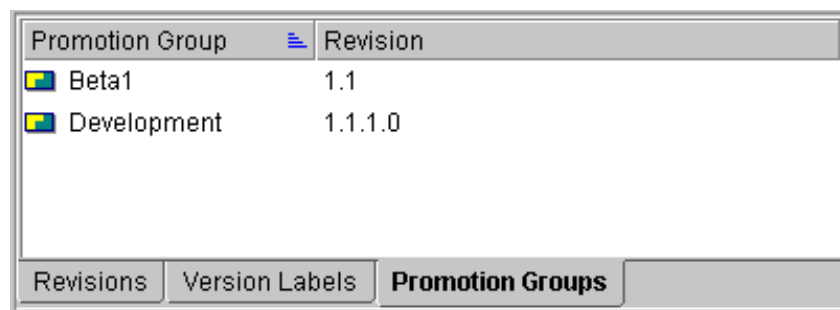 Promotion Group Revision
Beta1 1.1
Development 1.1.1.0
Revisions Version Labels Promotion Groups